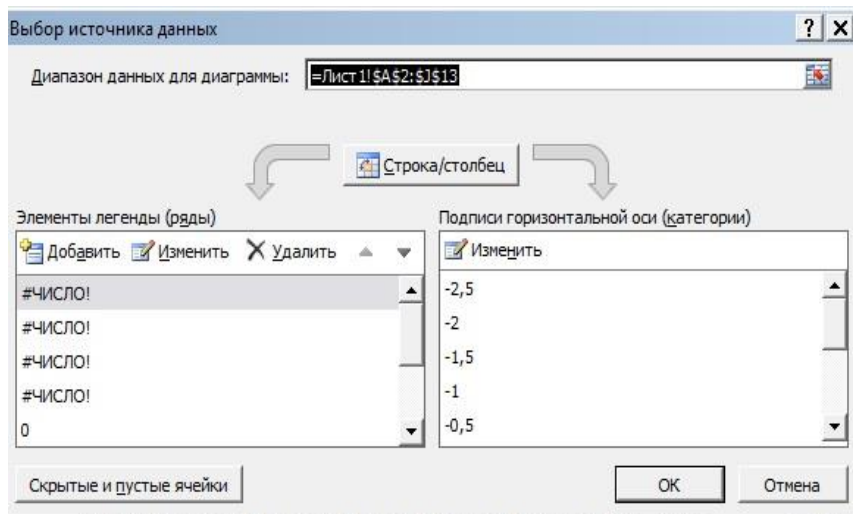 Выбор источника данных
Диапазон данных для диаграммы: =Лист1!$A$2:$J$13
Строка/столбец
Элементы легенды (ряды)
Добавить Изменить Удалить
#ЧИСЛО!
#ЧИСЛО!
#ЧИСЛО!
#ЧИСЛО!
0
Подписи горизонтальной оси (категории)
Изменить
-2,5
-2
-1,5
-1
-0,5
Скрытые и пустые ячейки
ОК Отмена